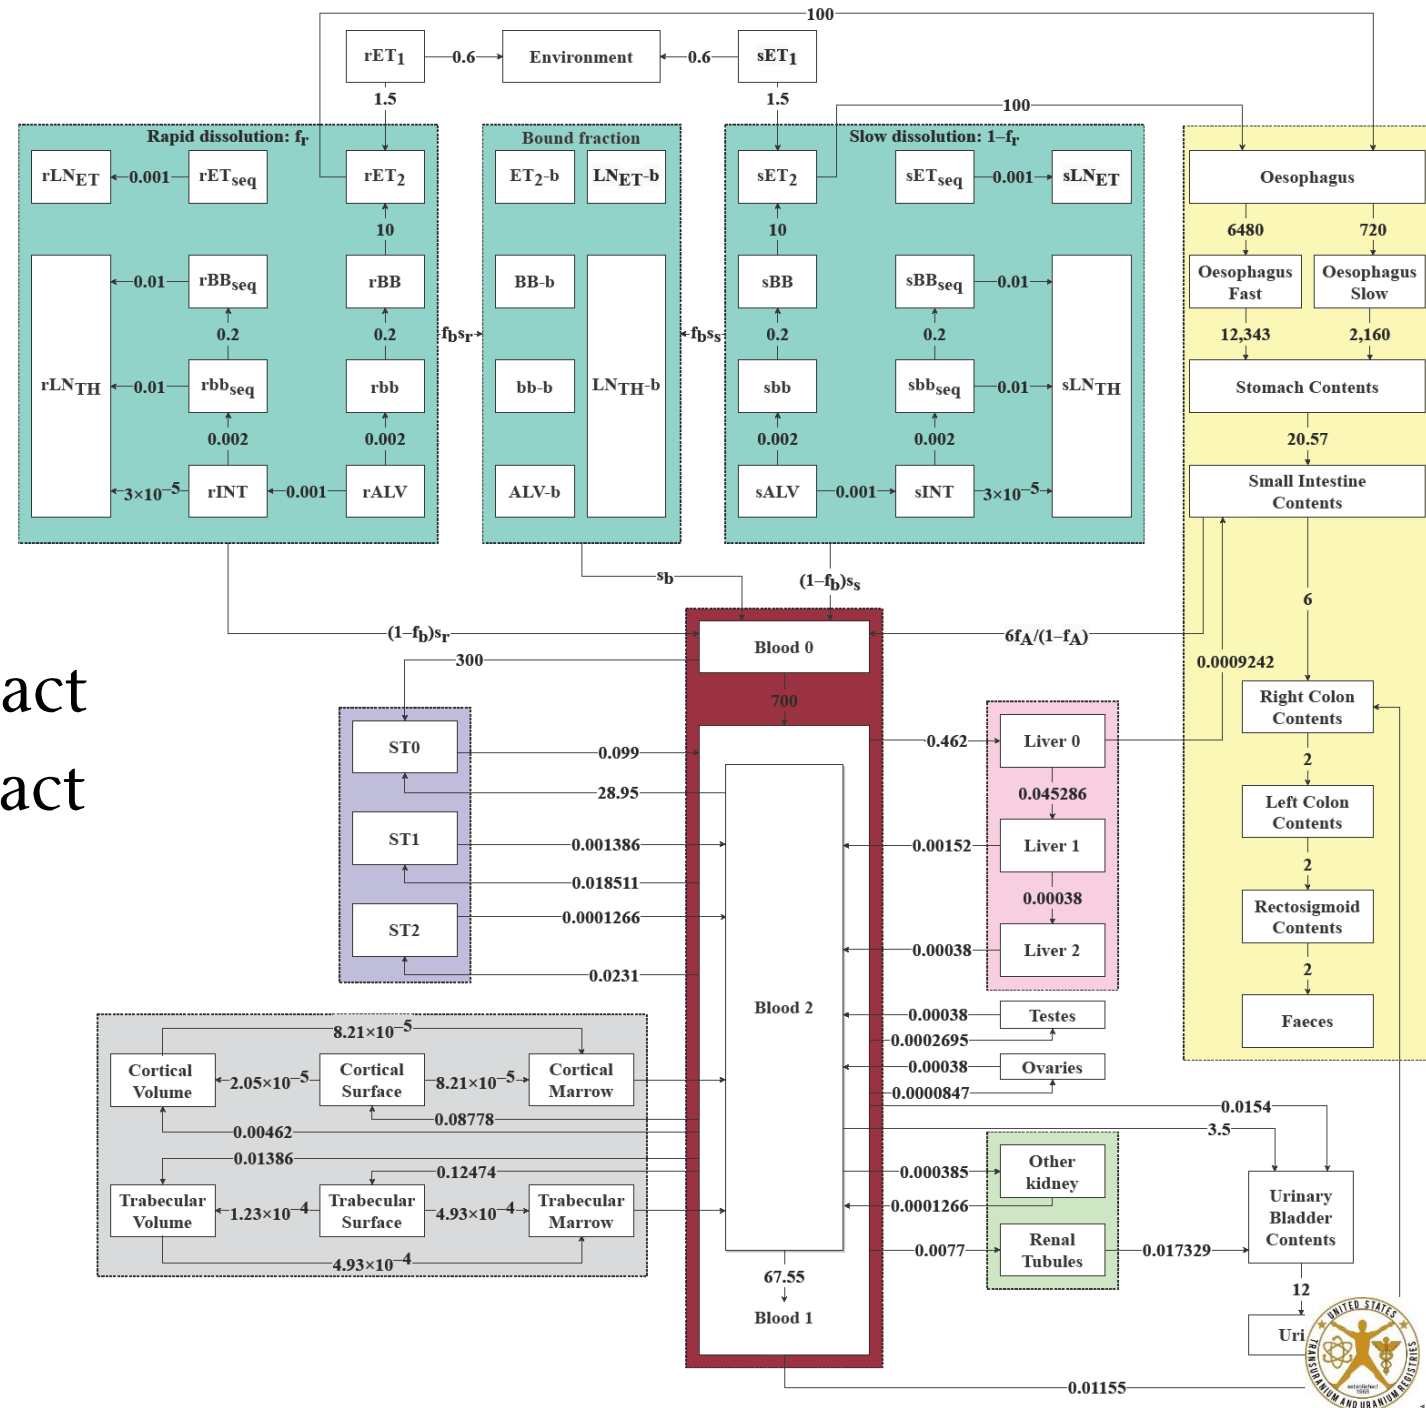 100
rET1
0.6
Environment
0.6
sET1
1.5
1.5
100
Rapid dissolution: fr
Bound fraction
Slow dissolution: 1–fr
rLNET
0.001
rETseq
rET2
ET2-b
LNET-b
sET2
sETseq
0.001
sLNET
Oesophagus
10
10
6480
720
rLNTH
0.01
rBBseq
rBB
BB-b
LNTH-b
sBB
sBBseq
0.01
sLNTH
Oesophagus
Fast
Oesophagus
Slow
0.2
0.2
fbsr
fbss
0.2
0.2
12,343
2,160
0.01
rbbseq
rbb
bb-b
sbb
sbbseq
0.01
Stomach Contents
0.002
0.002
0.002
0.002
20.57
3×10–5
rINT
0.001
rALV
ALV-b
sALV
0.001
sINT
3×10–5
Small Intestine
Contents
sb
(1–fb)ss
6
(1–fb)sr
Blood 0
6fA/(1–fA)
300
0.0009242
act
700
Right Colon
Contents
ST0
0.099
0.462
Liver 0
2
act
28.95
0.045286
Left Colon
Contents
ST1
0.001386
0.00152
Liver 1
2
0.018511
0.00038
ST2
0.0001266
Rectosigmoid
Contents
0.00038
Liver 2
0.0231
2
Blood 2
0.00038
Testes
Faeces
8.21×10–5
0.0002695
Cortical
Volume
2.05×10–5
Cortical
Surface
8.21×10–5
Cortical
Marrow
0.00038
Ovaries
0.0000847
0.08778
0.0154
0.00462
3.5
0.01386
0.12474
0.000385
Other
kidney
Trabecular
Volume
1.23×10–4
Trabecular
Surface
4.93×10–4
Trabecular
Marrow
0.0001266
Urinary
Bladder
Contents
0.0077
Renal
Tubules
0.017329
4.93×10–4
67.55
12
Blood 1
Uri
0.01155
UNITED STATES
TRANSURANIUM AND URANIUM REGISTRIES
established
1968